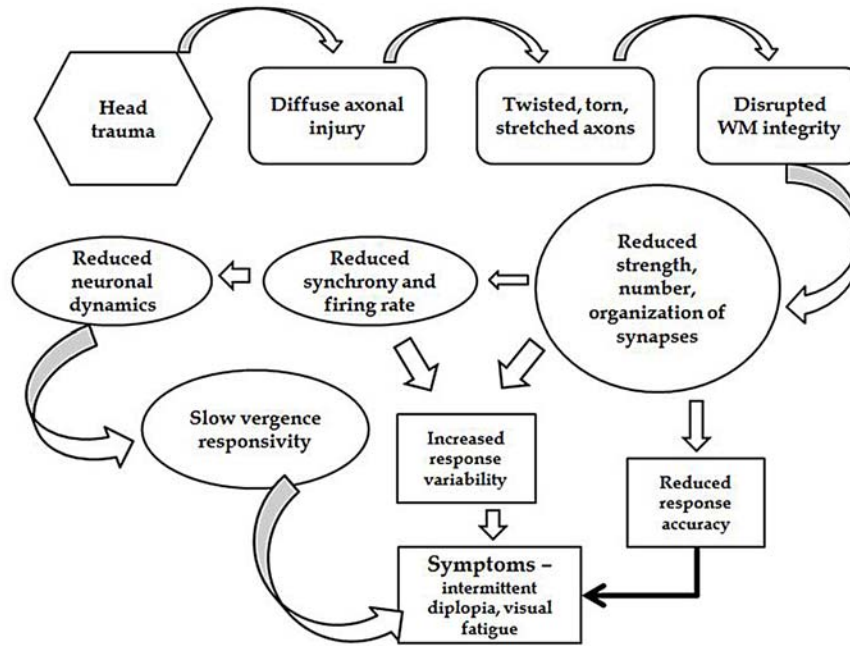 Head
trauma
Diffuse axonal
injury
Twisted, torn,
stretched axons
Disrupted
WM integrity
Reduced
strength,
number,
organization of
synapses
Reduced
synchrony and
firing rate
Reduced
neuronal
dynamics
Slow vergence
responsivity
Increased
response
variability
Reduced
response
accuracy
Symptoms –
intermittent
diplopia, visual
fatigue